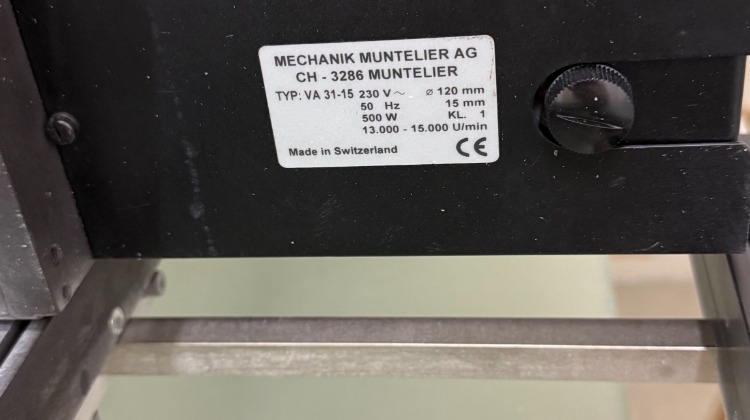 MECHANIK MUNTELIER AG
CH - 3286 MUNTELIER
TYP: VA 31-15 230 V ~ ø 120 mm
50 Hz 15 mm
500 W KL. 1
13.000 - 15.000 U/min
Made in Switzerland CE